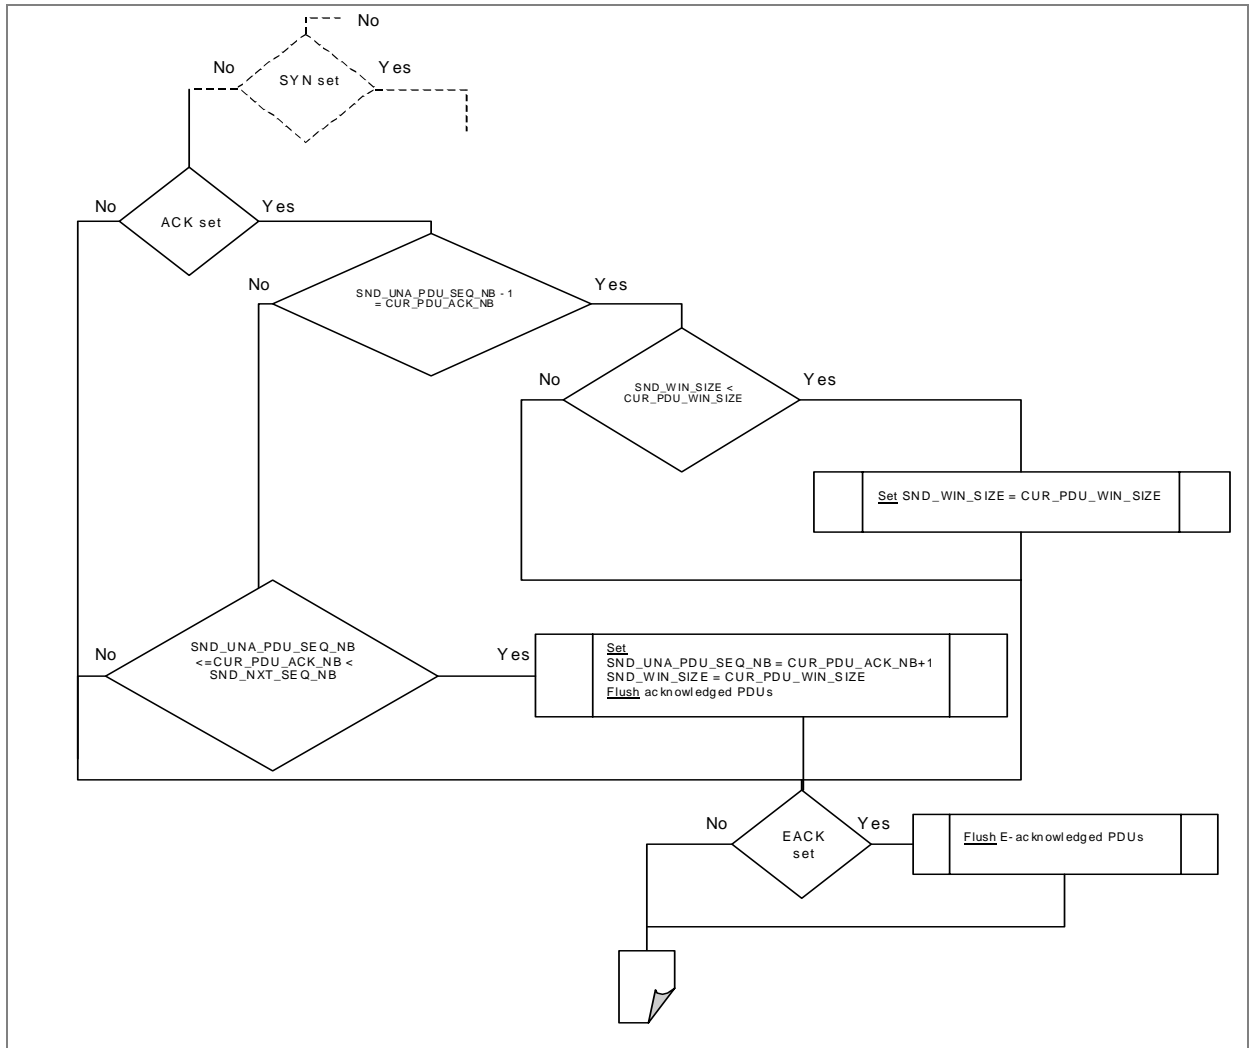 No
No
Yes
SYN set
No
Yes
ACK set
No
Yes
SND_UNA_PDU_SEQ_NB - 1
= CUR_PDU_ACK_NB
No
Yes
SND_WIN_SIZE <
CUR_PDU_WIN_SIZE
Set SND_WIN_SIZE = CUR_PDU_WIN_SIZE
No
Yes
SND_UNA_PDU_SEQ_NB
<=CUR_PDU_ACK_NB <
SND_NXT_SEQ_NB
Set
SND_UNA_PDU_SEQ_NB = CUR_PDU_ACK_NB+1
SND_WIN_SIZE = CUR_PDU_WIN_SIZE
Flush acknowledged PDUs
No
Yes
EACK
set
Flush E-acknowledged PDUs